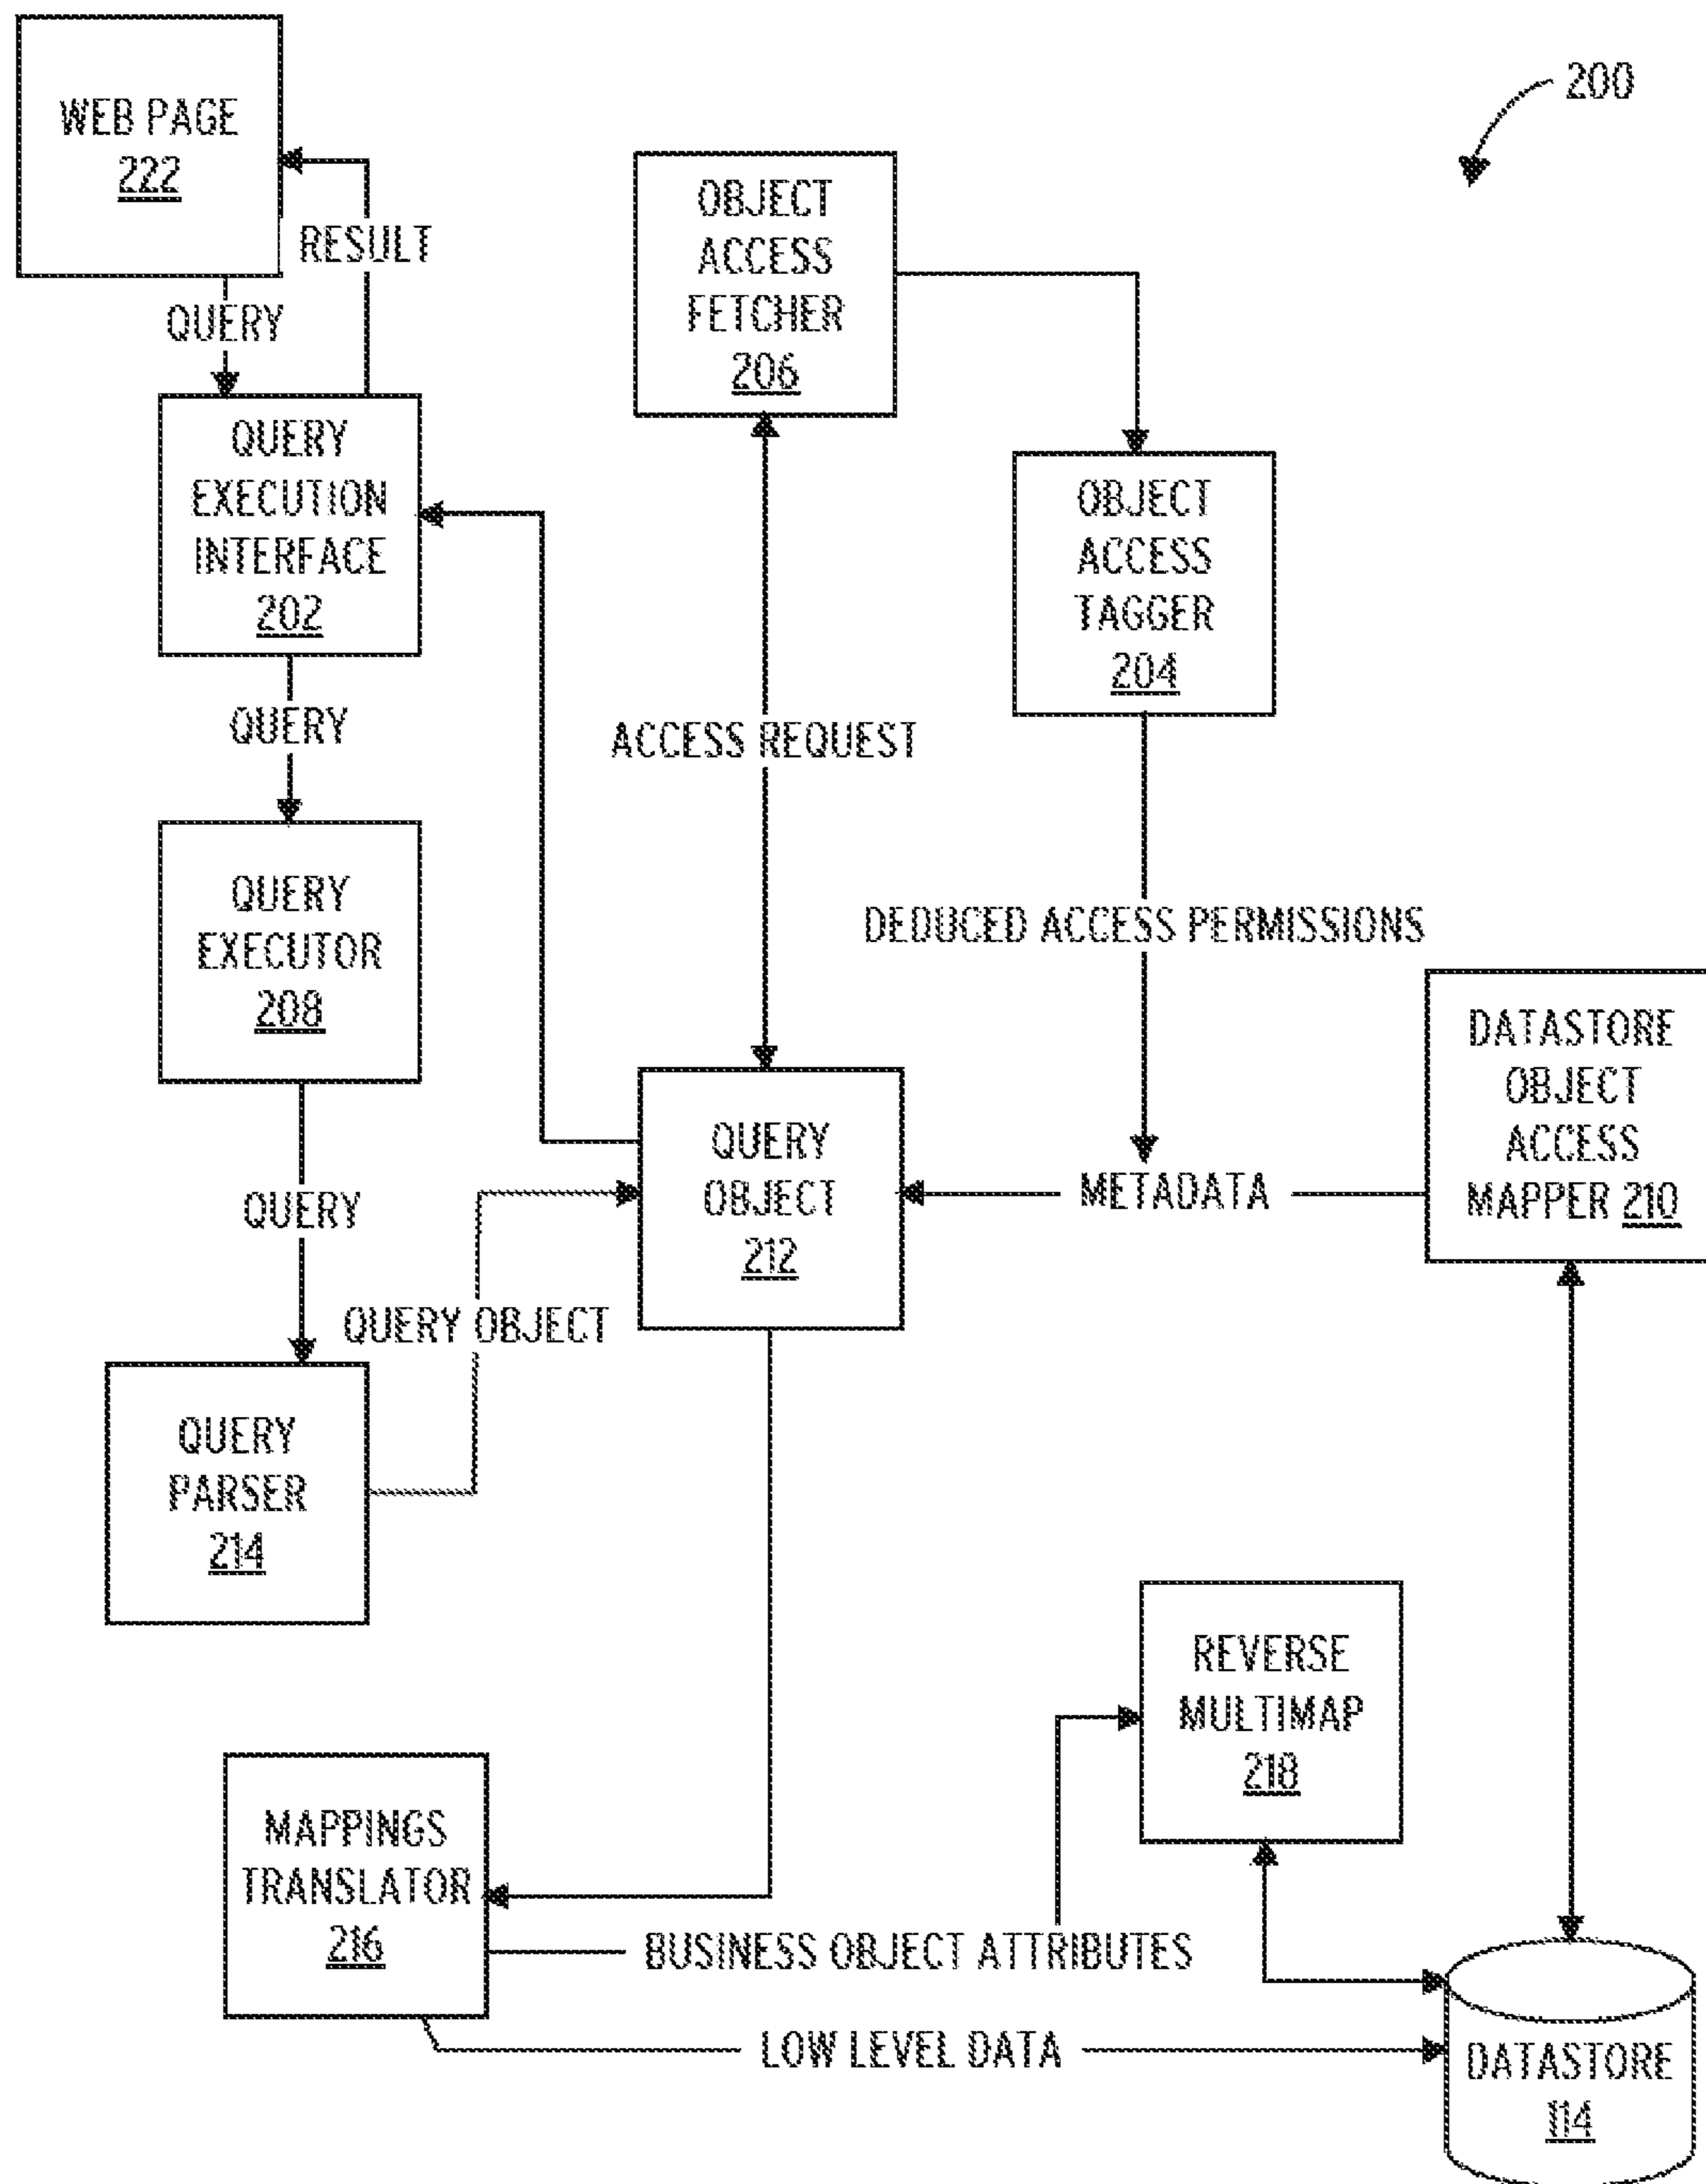 200
WEB PAGE
222
RESULT
QUERY
OBJECT
ACCESS
FETCHER
206
QUERY
EXECUTION
INTERFACE
202
OBJECT
ACCESS
TAGGER
204
QUERY
ACCESS REQUEST
QUERY
EXECUTOR
208
DEDUCED ACCESS PERMISSIONS
DATASTORE
OBJECT
ACCESS
MAPPER 210
QUERY
OBJECT
212
METADATA
QUERY
QUERY OBJECT
QUERY
PARSER
214
REVERSE
MULTIMAP
218
MAPPINGS
TRANSLATOR
216
BUSINESS OBJECT ATTRIBUTES
LOW LEVEL DATA
DATASTORE
114